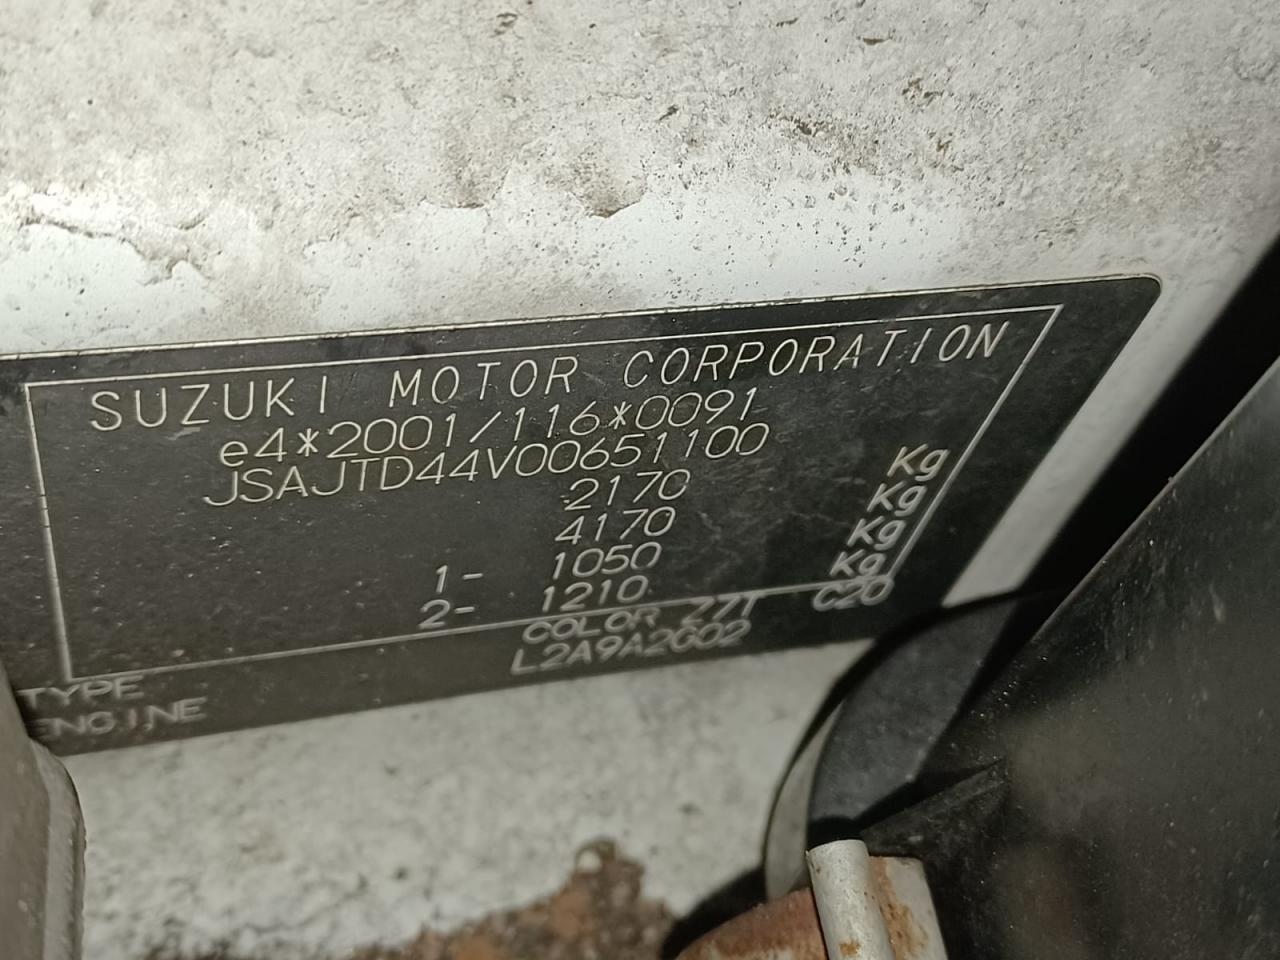 SUZUKI MOTOR CORPORATION
e4*2001/116*0091
JSAJTD44V00651100
2170 Kg
4170 Kg
1- 1050 Kg
2- 1210 Kg
COLOR Z7T C20
TYPE L2A9A2G02
ENGINE